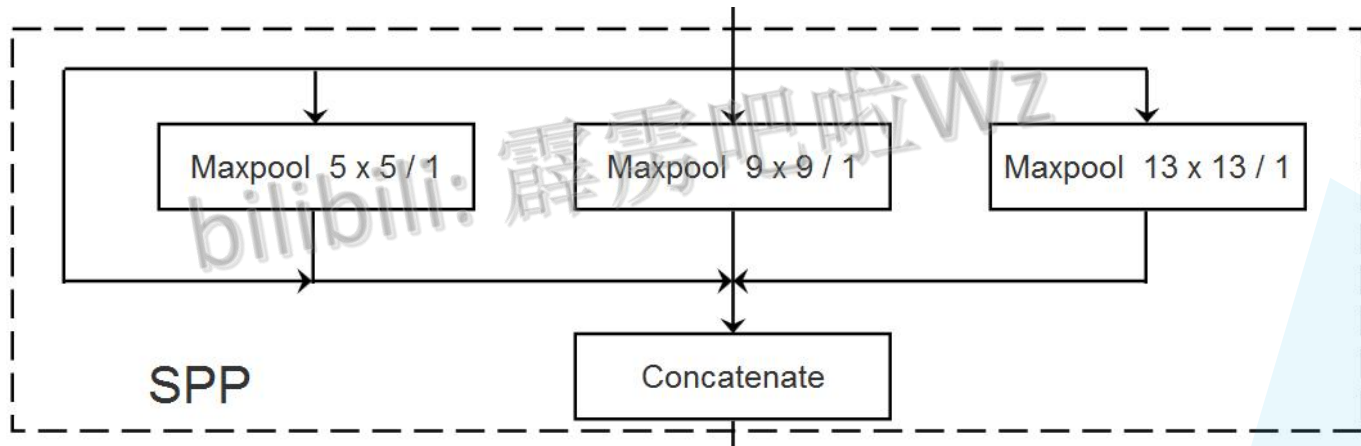 Maxpool 5 x 5 / 1
Maxpool 9 x 9 / 1
Maxpool 13 x 13 / 1
bilibili: 霹雳吧啦Wz
SPP
Concatenate